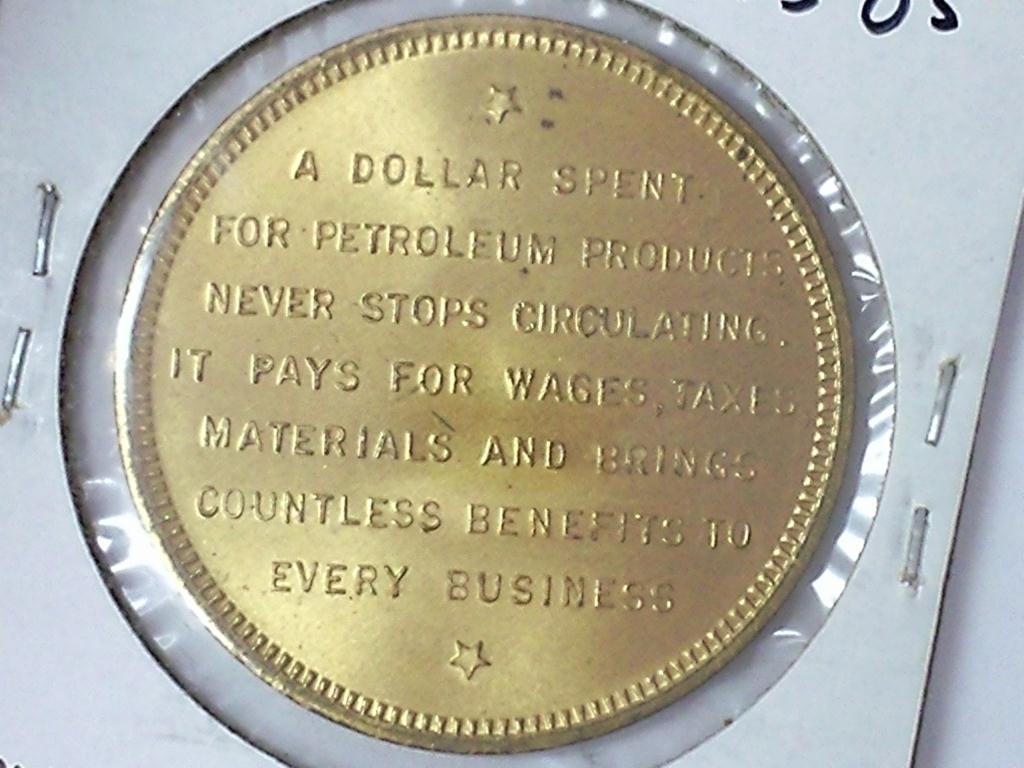 A DOLLAR SPENT
FOR PETROLEUM PRODUCTS
NEVER STOPS CIRCULATING.
IT PAYS FOR WAGES, TAXES
MATERIALS AND BRINGS
COUNTLESS BENEFITS TO
EVERY BUSINESS